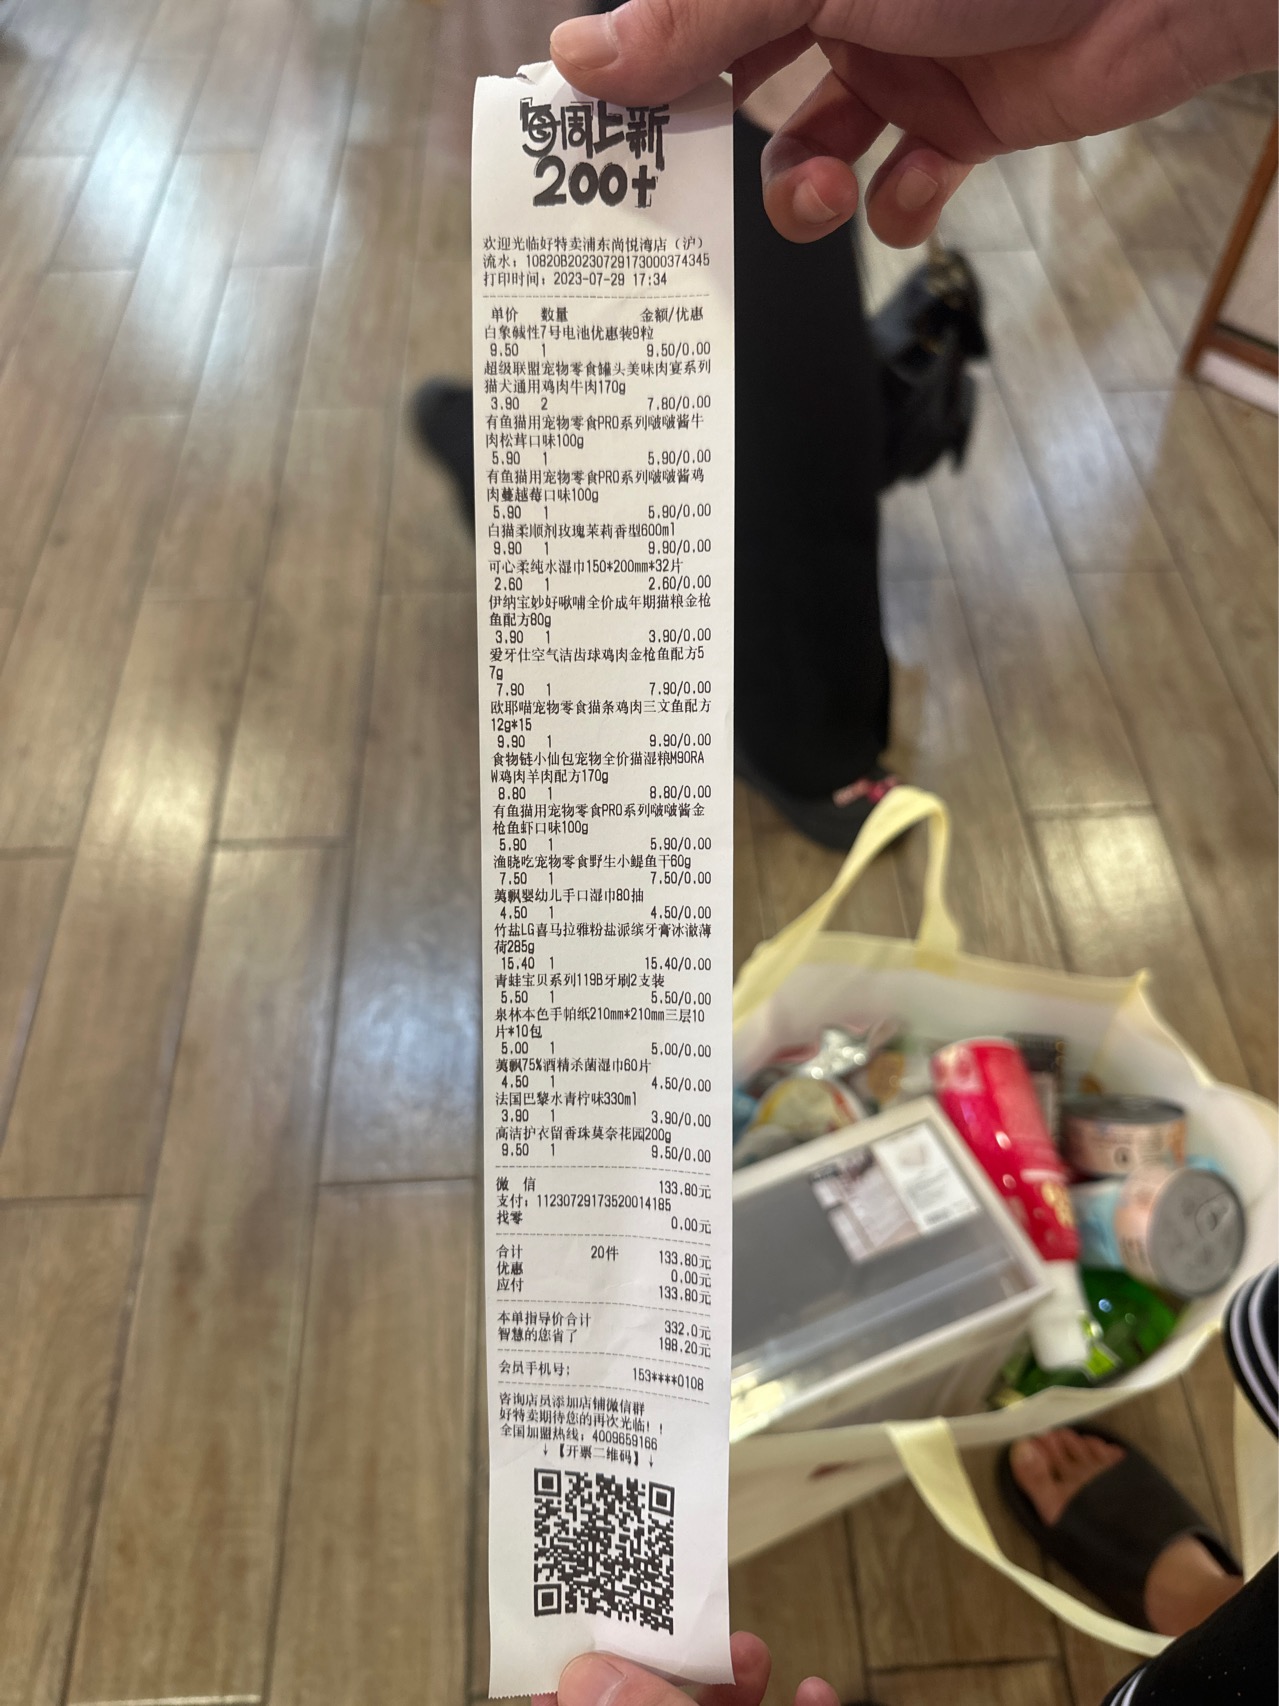 每周上新
200+
欢迎光临好特卖浦东尚悦湾店（沪）
流水：10820B20230729173000374345
打印时间：2023-07-29 17:34
单价 数量 金额/优惠
白象碱性7号电池优惠装9粒
9.50 1 9.50/0.00
超级联盟宠物零食罐头美味肉宴系列
猫犬通用鸡肉牛肉170g
3.90 2 7.80/0.00
有鱼猫用宠物零食PRO系列啵啵酱牛
肉松茸口味100g
5.90 1 5.90/0.00
有鱼猫用宠物零食PRO系列啵啵酱鸡
肉蔓越莓口味100g
5.90 1 5.90/0.00
白猫柔顺剂玫瑰茉莉香型600ml
9.90 1 9.90/0.00
可心柔纯水湿巾150*200mm*32片
2.60 1 2.60/0.00
伊纳宝妙好啾哺全价成年期猫粮金枪
鱼配方80g
3.90 1 3.90/0.00
爱牙仕空气洁齿球鸡肉金枪鱼配方5
7g
7.90 1 7.90/0.00
欧耶喵宠物零食猫条鸡肉三文鱼配方
12g*15
9.90 1 9.90/0.00
食物链小仙包宠物全价猫湿粮M90RA
W鸡肉羊肉配方170g
8.80 1 8.80/0.00
有鱼猫用宠物零食PRO系列啵啵酱金
枪鱼虾口味100g
5.90 1 5.90/0.00
渔晓吃宠物零食野生小鳀鱼干60g
7.50 1 7.50/0.00
飘婴幼儿手口湿巾80抽
4.50 1 4.50/0.00
竹盐LG喜马拉雅粉盐派缤牙膏冰澈薄
荷285g
15.40 1 15.40/0.00
青蛙宝贝系列119B牙刷2支装
5.50 1 5.50/0.00
泉林本色手帕纸210mm*210mm三层10
片*10包
5.00 1 5.00/0.00
飘75%酒精杀菌湿巾60片
4.50 1 4.50/0.00
法国巴黎水青柠味330ml
3.90 1 3.90/0.00
高洁护衣留香珠莫奈花园200g
9.50 1 9.50/0.00
微 信 133.80元
支付：11230729173520014185
找零 0.00元
合计 20件 133.80元
优惠 0.00元
应付 133.80元
本单指导价合计 332.0元
智慧的您省了 198.20元
会员手机号： 153****0108
咨询店员添加店铺微信群
好特卖期待您的再次光临！！
全国加盟热线：4009659166
↓【开票二维码】↓